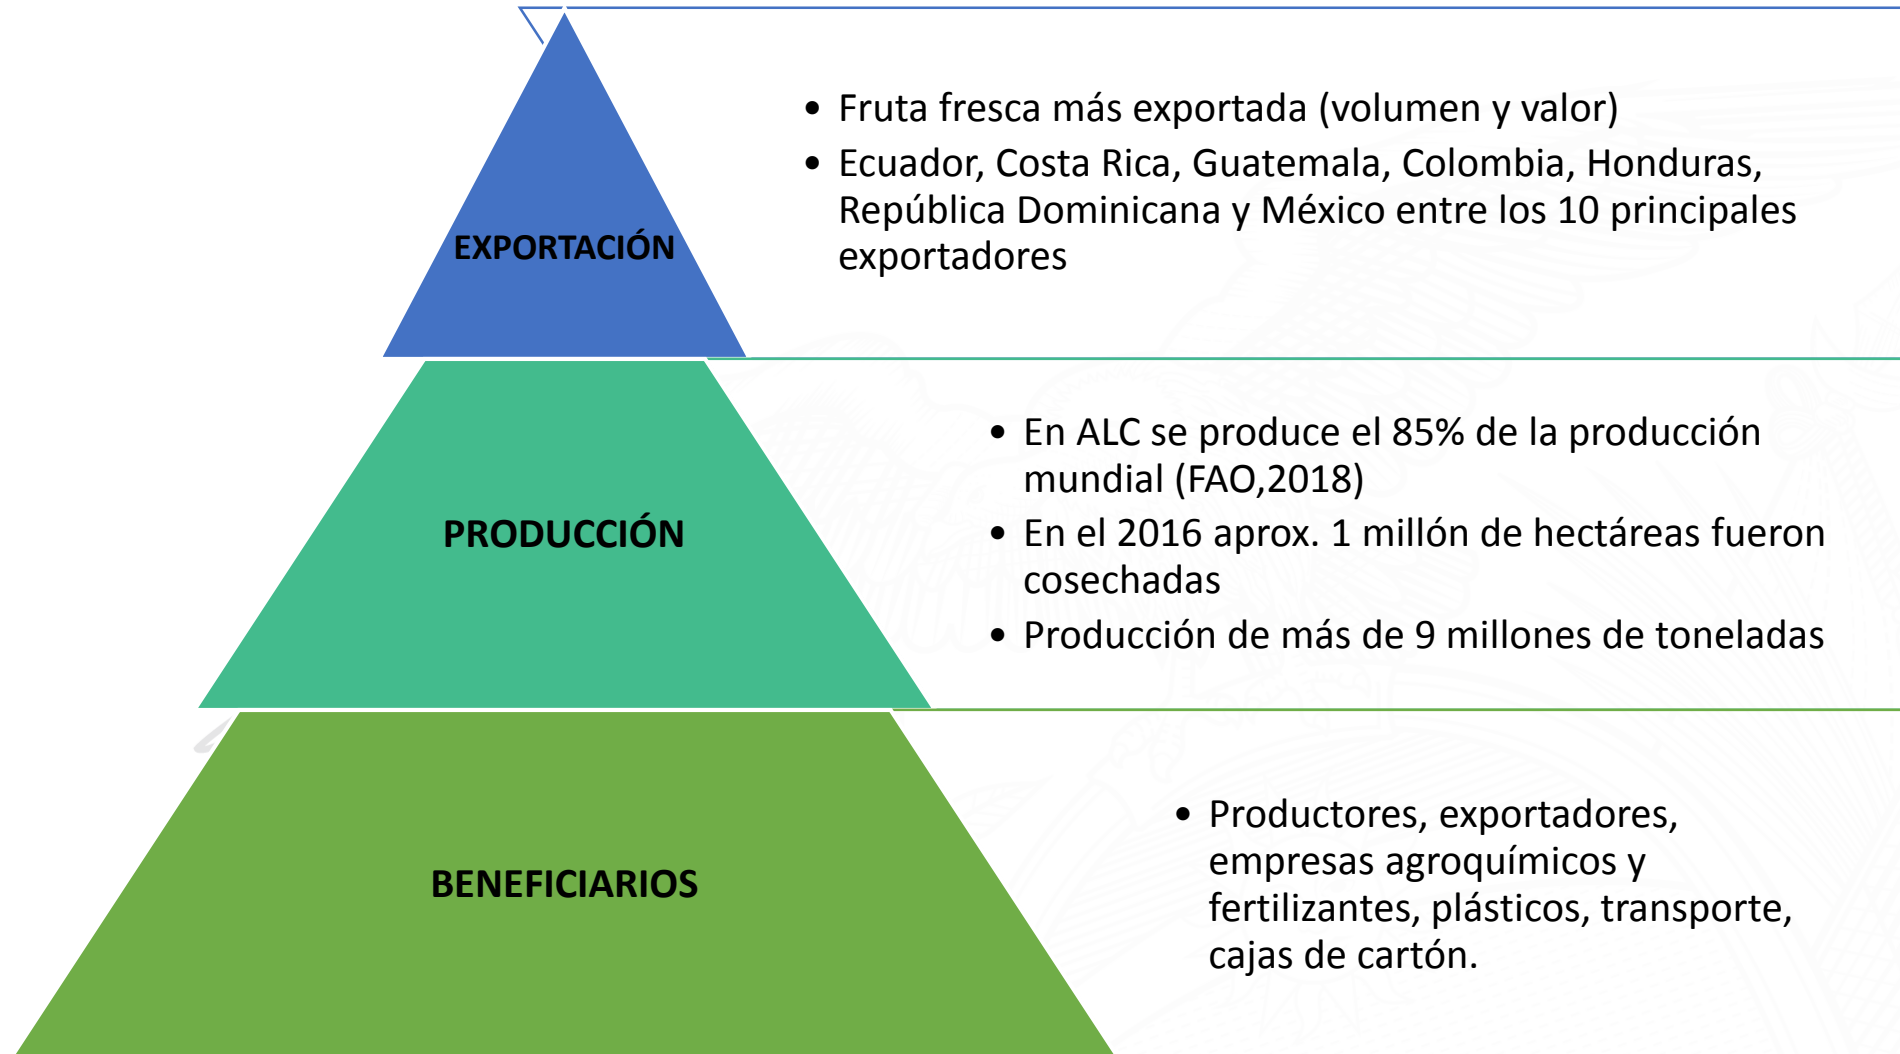 EXPORTACIÓN
• Fruta fresca más exportada (volumen y valor)
• Ecuador, Costa Rica, Guatemala, Colombia, Honduras,
República Dominicana y México entre los 10 principales
exportadores
PRODUCCIÓN
• En ALC se produce el 85% de la producción
mundial (FAO,2018)
• En el 2016 aprox. 1 millón de hectáreas fueron
cosechadas
• Producción de más de 9 millones de toneladas
BENEFICIARIOS
• Productores, exportadores,
empresas agroquímicos y
fertilizantes, plásticos, transporte,
cajas de cartón.